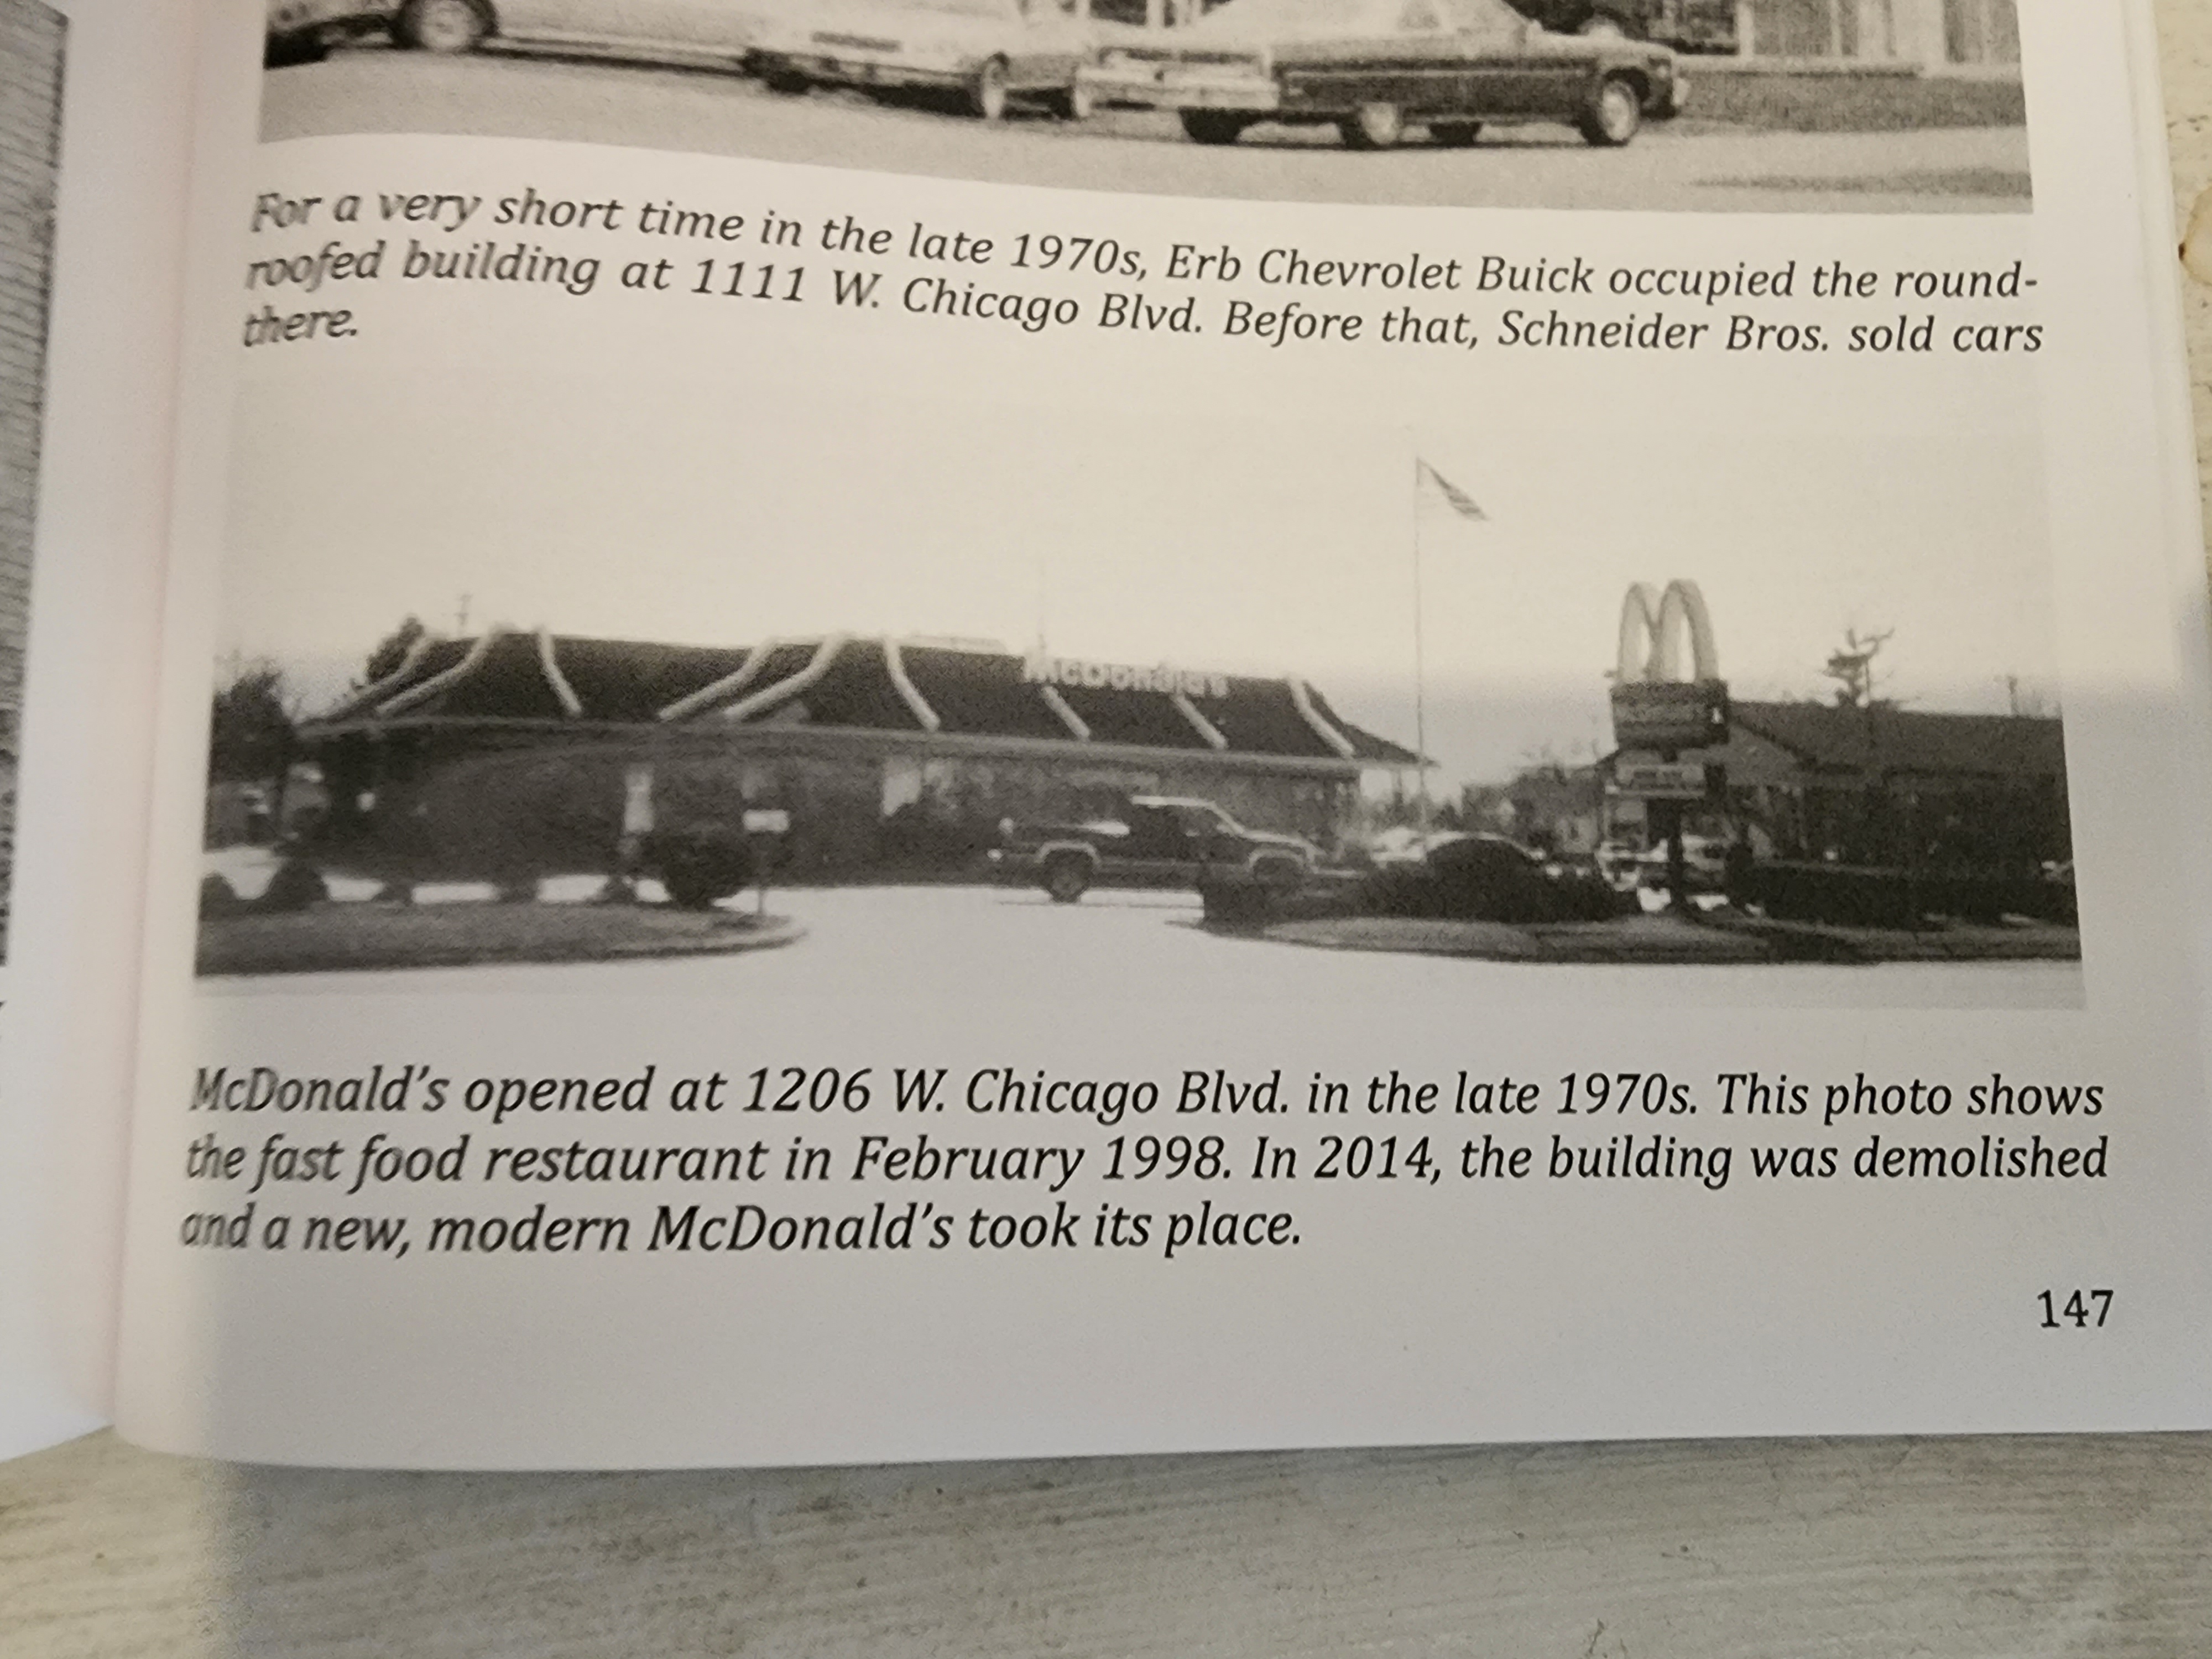 For a very short time in the late 1970s, Erb Chevrolet Buick occupied the round-
roofed building at 1111 W. Chicago Blvd. Before that, Schneider Bros. sold cars
there.
McDonald's
McDonald’s opened at 1206 W. Chicago Blvd. in the late 1970s. This photo shows
the fast food restaurant in February 1998. In 2014, the building was demolished
and a new, modern McDonald’s took its place.
147